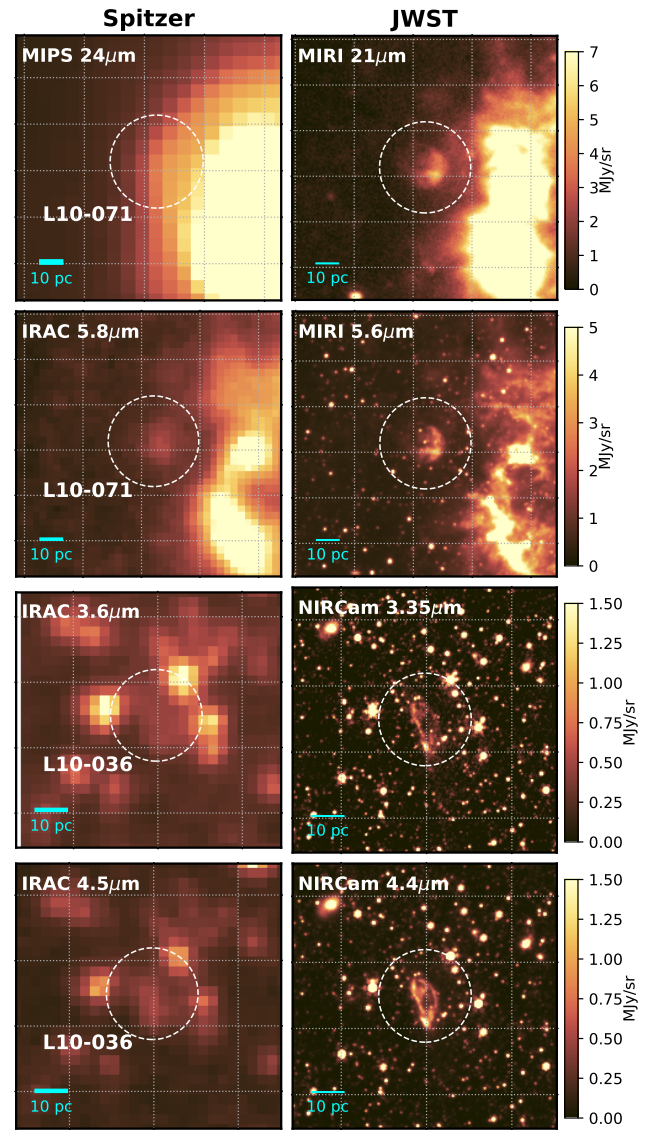 Spitzer JWST
MIPS 24μm MIRI 21μm
L10-071
10 pc 10 pc
7
6
5
4
3
2
1
0
MJy/sr
IRAC 5.8μm MIRI 5.6μm
L10-071
10 pc 10 pc
5
4
3
2
1
0
MJy/sr
IRAC 3.6μm NIRCam 3.35μm
L10-036
10 pc 10 pc
1.50
1.25
1.00
0.75
0.50
0.25
0.00
MJy/sr
IRAC 4.5μm NIRCam 4.4μm
L10-036
10 pc 10 pc
1.50
1.25
1.00
0.75
0.50
0.25
0.00
MJy/sr